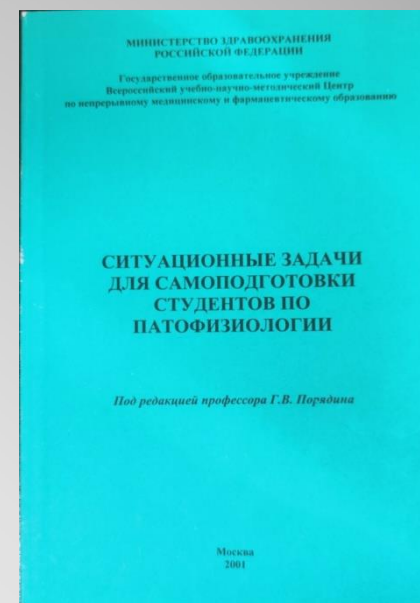 МИНИСТЕРСТВО ЗДРАВООХРАНЕНИЯ
РОССИЙСКОЙ ФЕДЕРАЦИИ
Государственное образовательное учреждение
Всероссийский учебно-научно-методический Центр
по непрерывному медицинскому и фармацевтическому образованию
СИТУАЦИОННЫЕ ЗАДАЧИ
ДЛЯ САМОПОДГОТОВКИ
СТУДЕНТОВ ПО
ПАТОФИЗИОЛОГИИ
Под редакцией профессора Г.В. Порядина
Москва
2001